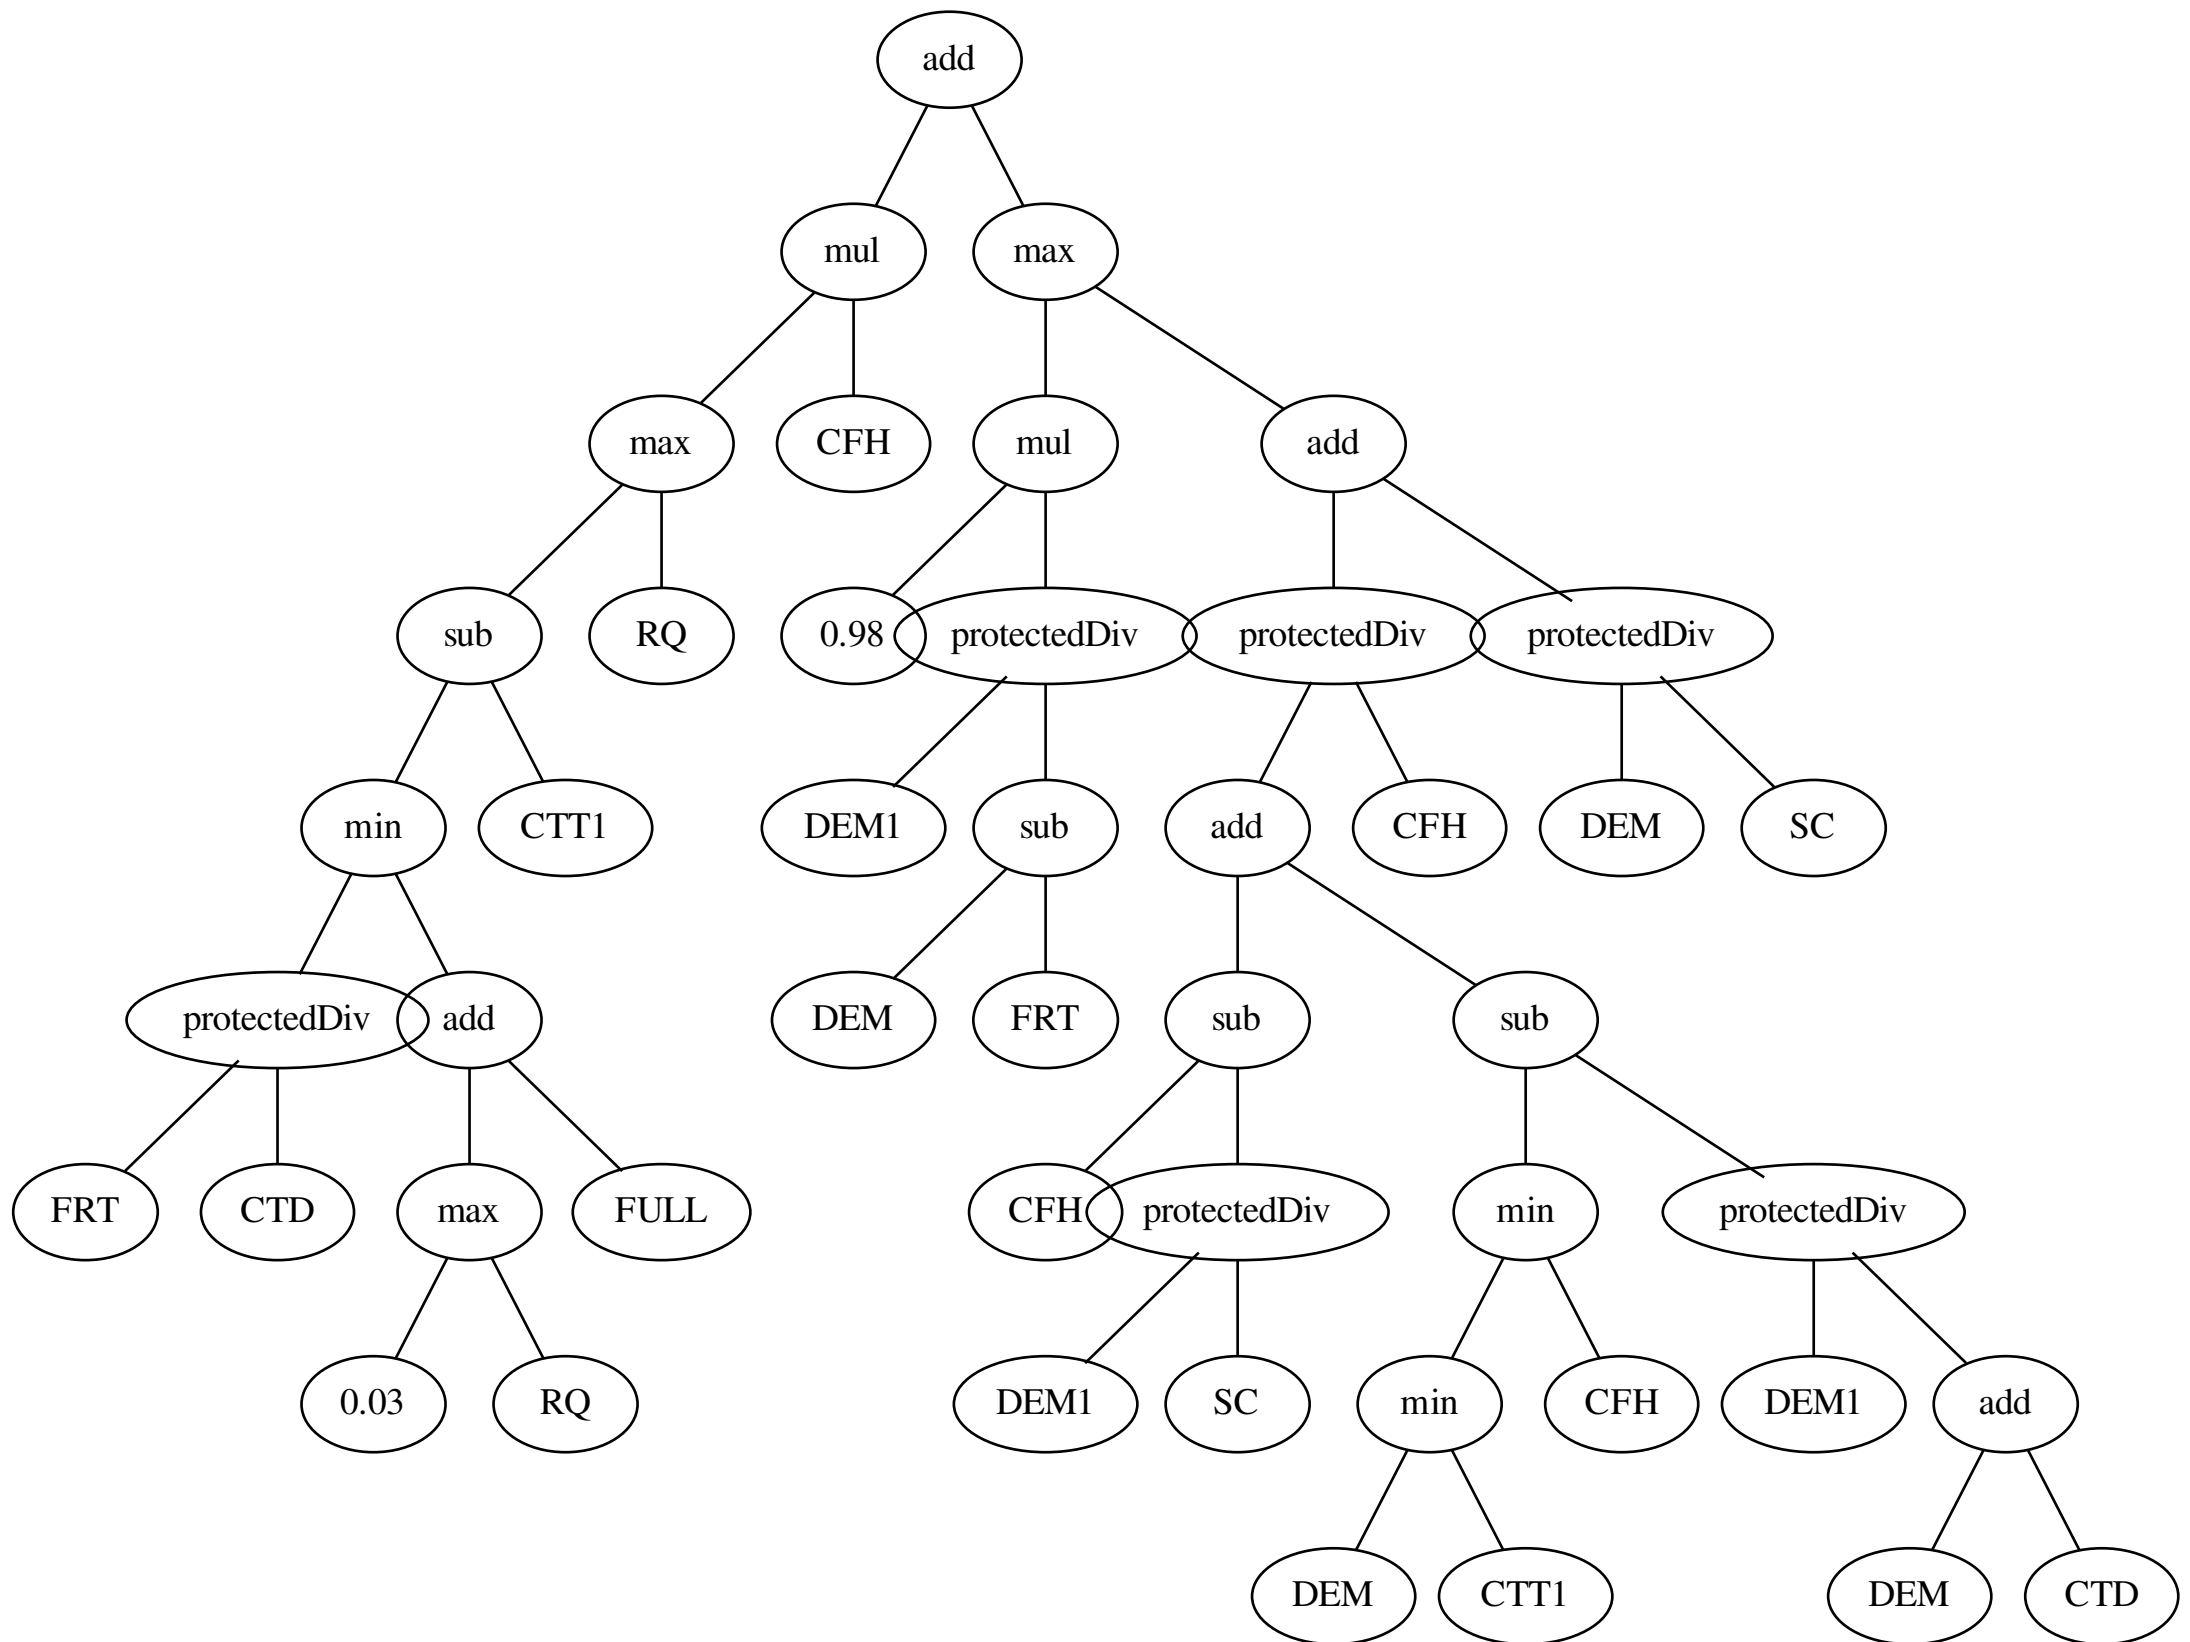 add
mul max
max CFH mul add
sub RQ 0.98 protectedDiv protectedDiv protectedDiv
min CTT1 DEM1 sub add CFH DEM SC
protectedDiv add DEM FRT sub sub
FRT CTD max FULL CFH protectedDiv min protectedDiv
0.03 RQ DEM1 SC min CFH DEM1 add
DEM CTT1 DEM CTD